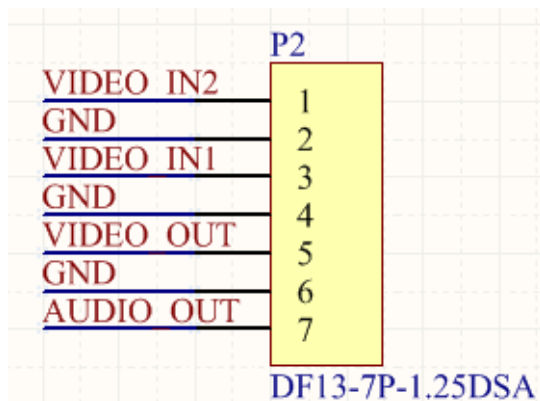 P2
VIDEO_IN2
1
GND
2
VIDEO_IN1
3
GND
4
VIDEO_OUT
5
GND
6
AUDIO_OUT
7
DF13-7P-1.25DSA